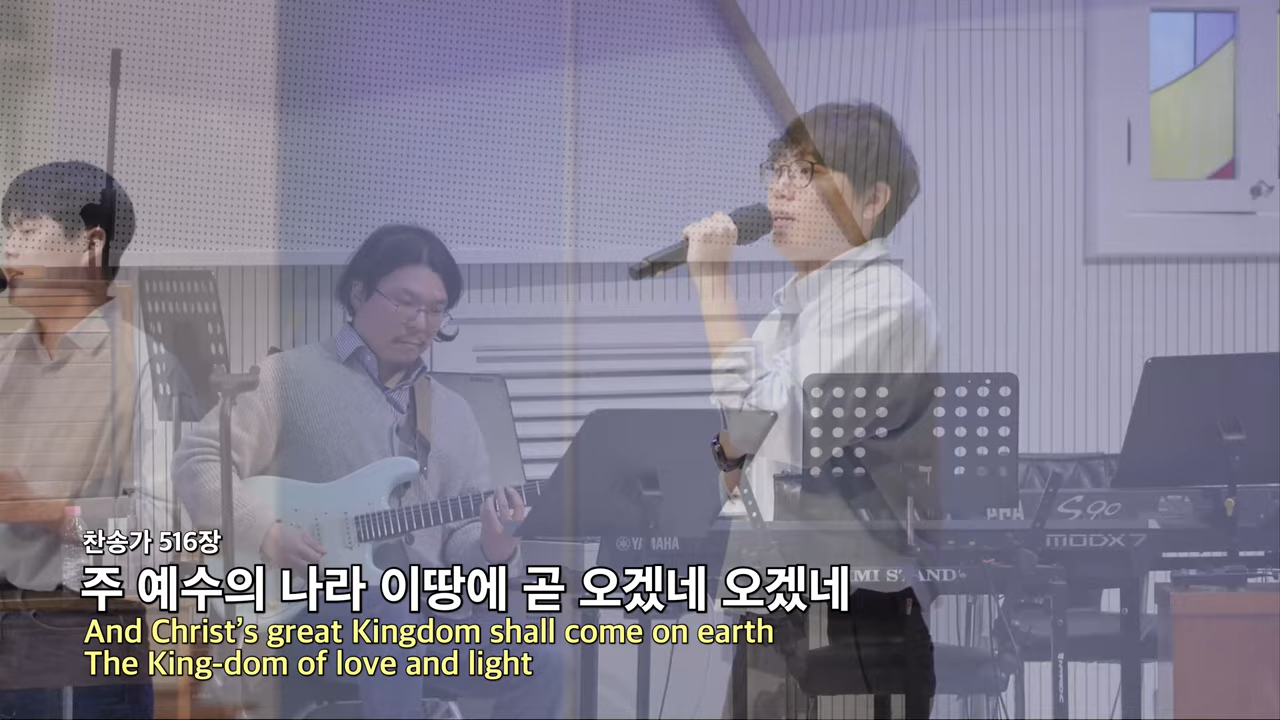 찬송가 516장
주 예수의 나라 이땅에 곧 오겠네 오겠네
And Christ's great Kingdom shall come on earth
The King-dom of love and light
YAMAHA
S90
MODX7